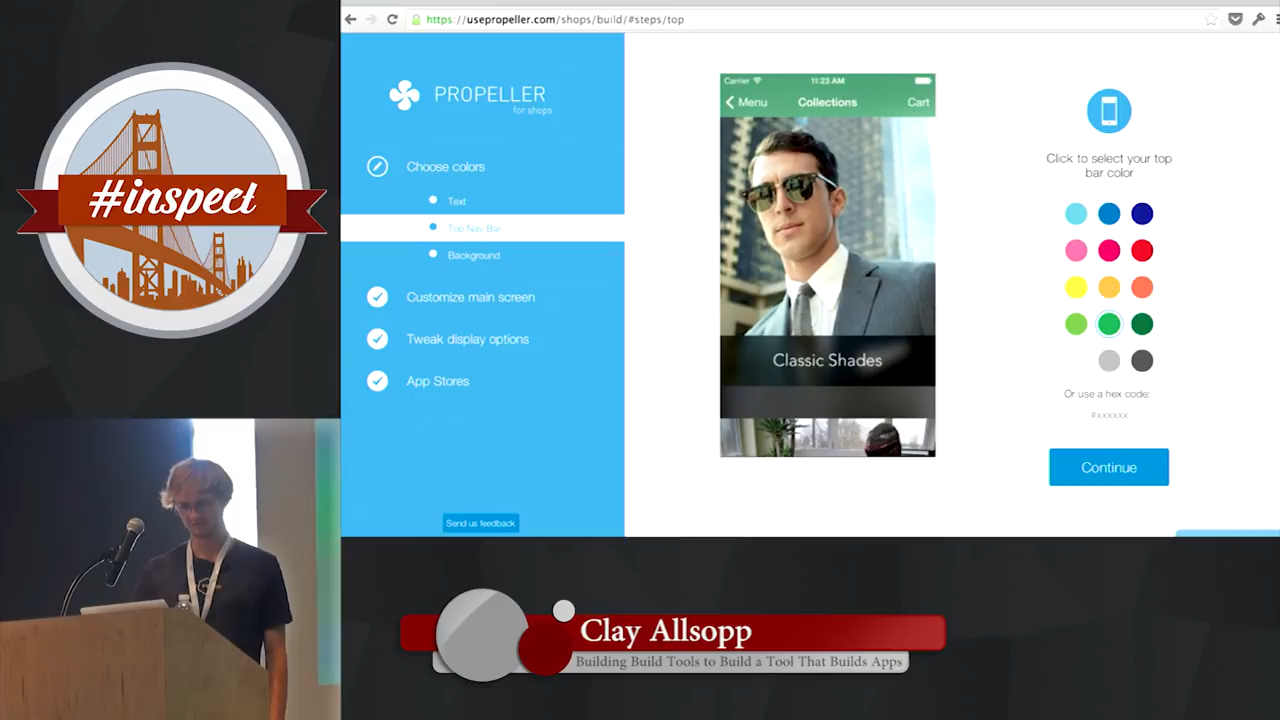 https://usepropeller.com/shops/build/#steps/top
#inspect
PROPELLER
for shops
Choose colors
Text
Top Nav Bar
Background
Customize main screen
Tweak display options
App Stores
Send us feedback
Carrier
11:23 AM
Menu
Collections
Cart
Classic Shades
Click to select your top
bar color
Or use a hex code:
#xxxxxx
Continue
Clay Allsopp
Building Build Tools to Build a Tool That Builds Apps